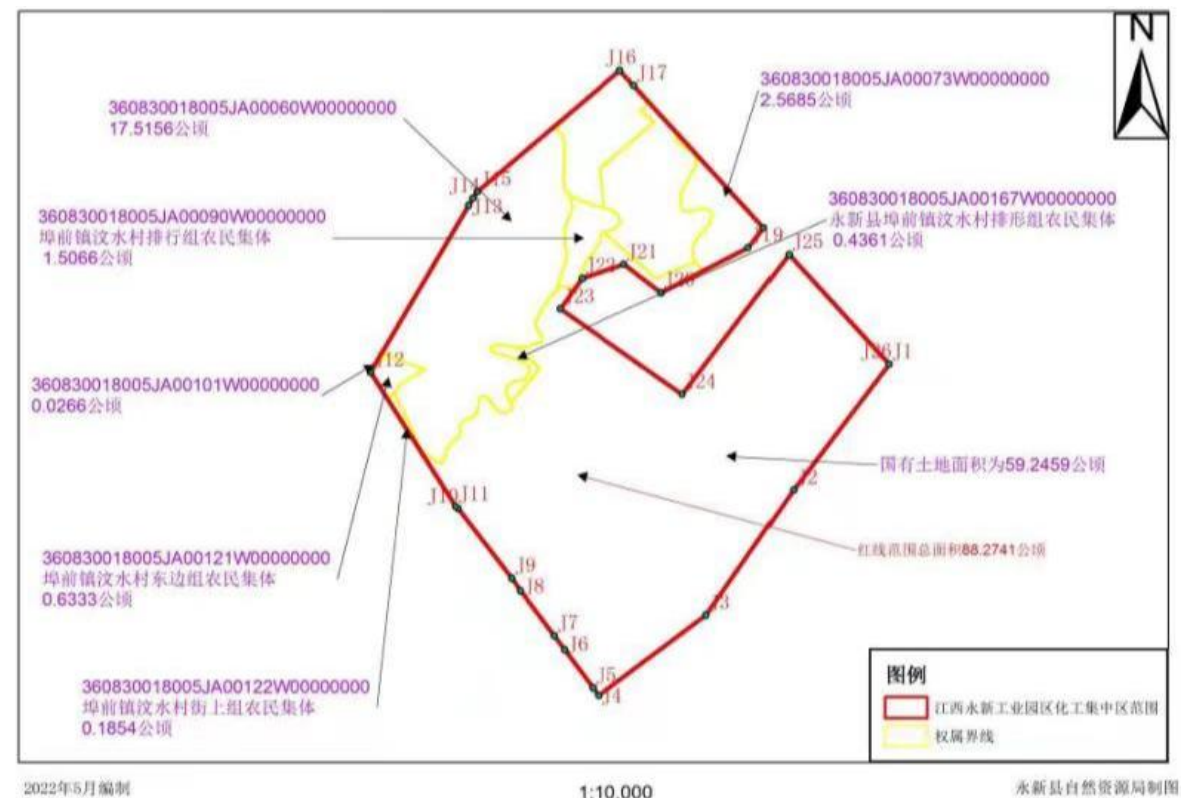 N
J16
J17
360830018005JA00073W00000000
2.5685公顷
360830018005JA00060W00000000
17.5156公顷
J15
J14
J13
360830018005JA00167W00000000
永新县埠前镇汶水村排形组农民集体
0.4361公顷
360830018005JA00090W00000000
埠前镇汶水村排行组农民集体
1.5066公顷
J25
J21
J22
J23
J12
J26
J1
J24
360830018005JA00101W00000000
0.0266公顷
国有土地面积为59.2459公顷
J2
J10
J11
红线范围总面积88.2741公顷
360830018005JA00121W00000000
埠前镇汶水村东边组农民集体
0.6333公顷
J9
J8
J3
J7
J6
J5
J4
360830018005JA00122W00000000
埠前镇汶水村街上组农民集体
0.1854公顷
图例
江西永新工业园区化工集中区范围
权属界线
2022年5月编制
1:10,000
永新县自然资源局制图